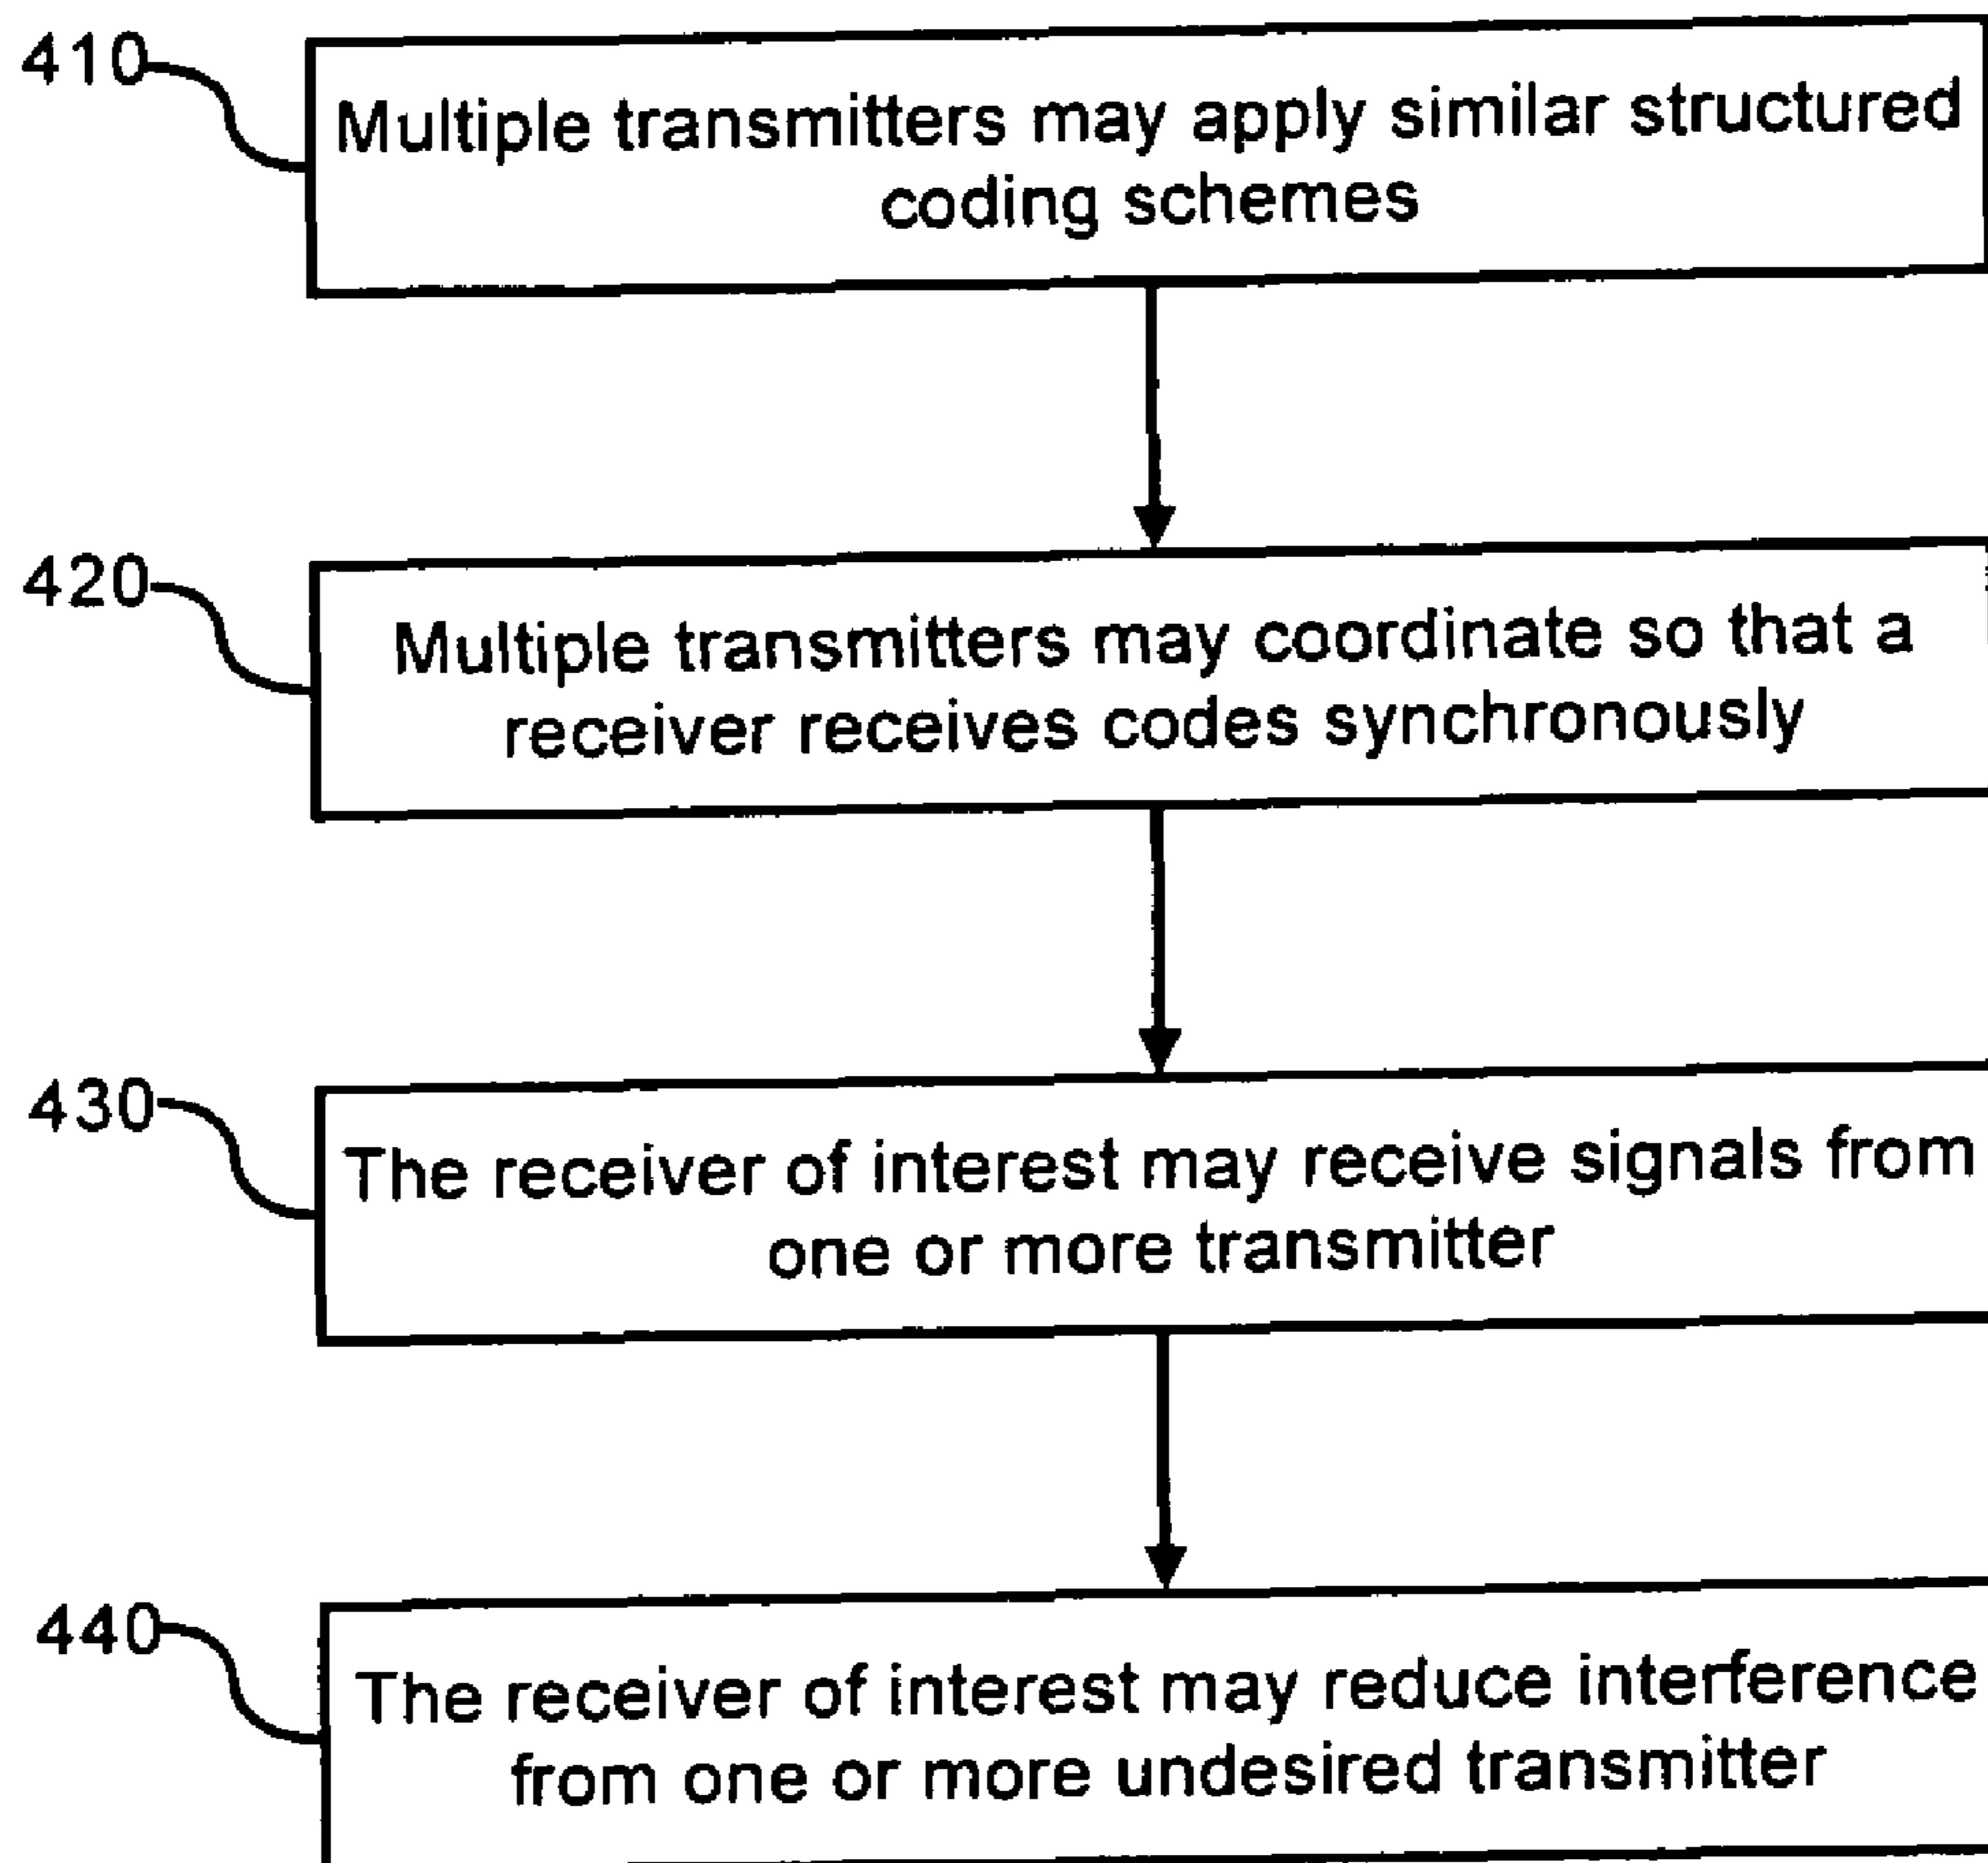 410
Multiple transmitters may apply similar structured
coding schemes
420
Multiple transmitters may coordinate so that a
receiver receives codes synchronously
430
The receiver of interest may receive signals from
one or more transmitter
440
The receiver of interest may reduce interference
from one or more undesired transmitter